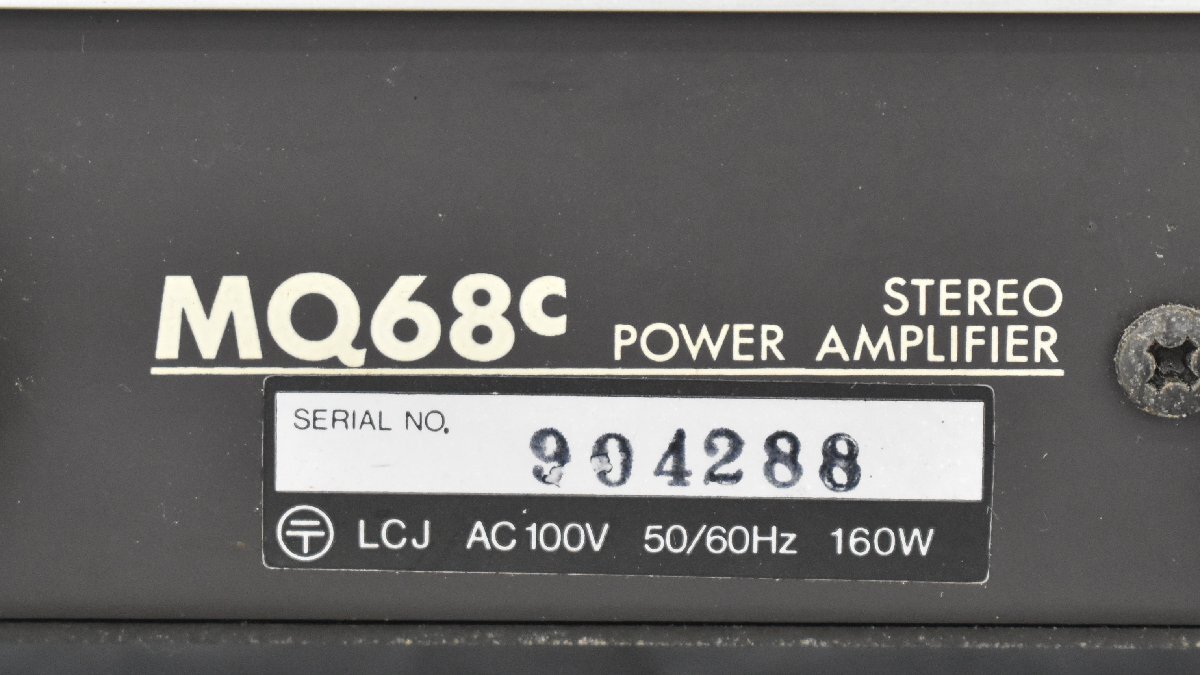 MQ68c
STEREO
POWER AMPLIFIER
SERIAL NO. 904288
〒 LCJ AC100V 50/60Hz 160W